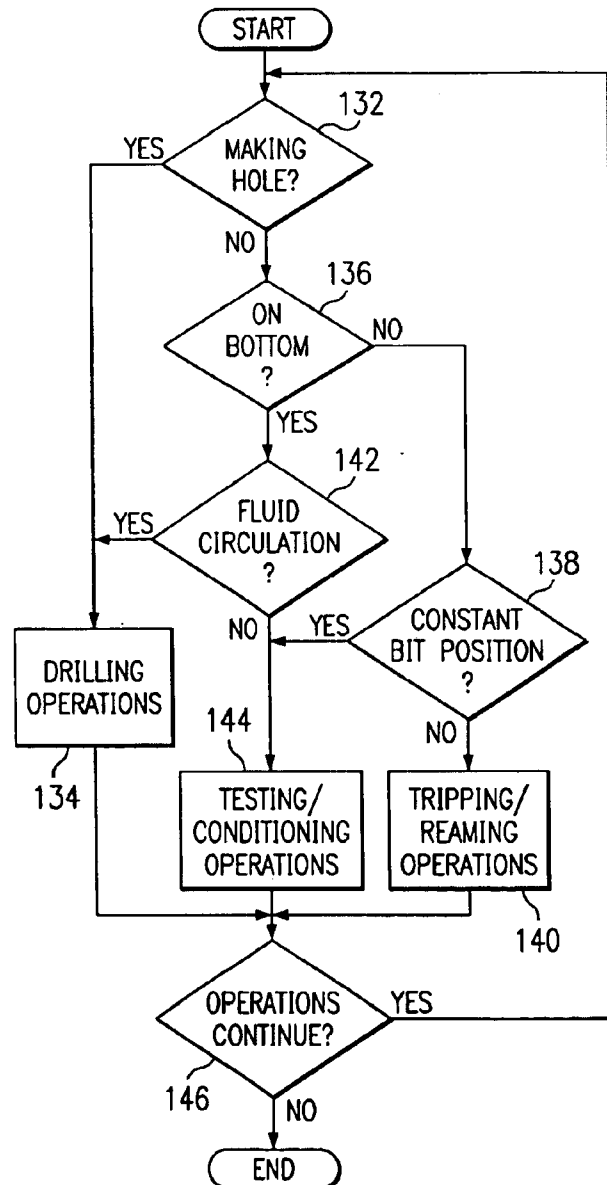 START
132
YES
MAKING
HOLE?
NO
136
ON
BOTTOM
?
NO
YES
142
YES
FLUID
CIRCULATION
?
NO
138
YES
CONSTANT
BIT POSITION
?
NO
DRILLING
OPERATIONS
134
144
TESTING/
CONDITIONING
OPERATIONS
TRIPPING/
REAMING
OPERATIONS
140
OPERATIONS
CONTINUE?
YES
146
NO
END